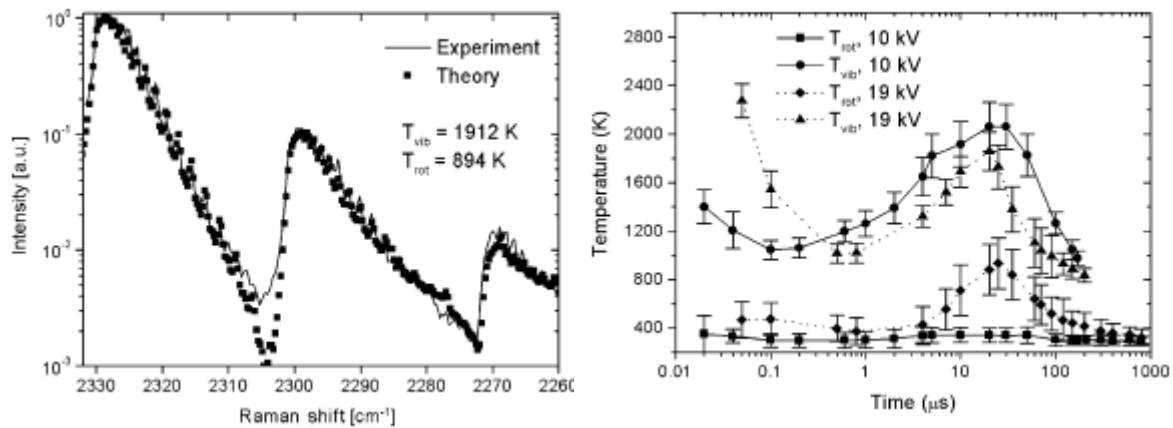 10⁰
10⁻¹
10⁻²
10⁻³
Intensity [a.u.]
Experiment
Theory
T_vib = 1912 K
T_rot = 894 K
2330 2320 2310 2300 2290 2280 2270 2260
Raman shift [cm⁻¹]
2800
2400
2000
1600
1200
800
400
Temperature (K)
T_rot, 10 kV
T_vib, 10 kV
T_rot, 19 kV
T_vib, 19 kV
0.01 0.1 1 10 100 1000
Time (μs)